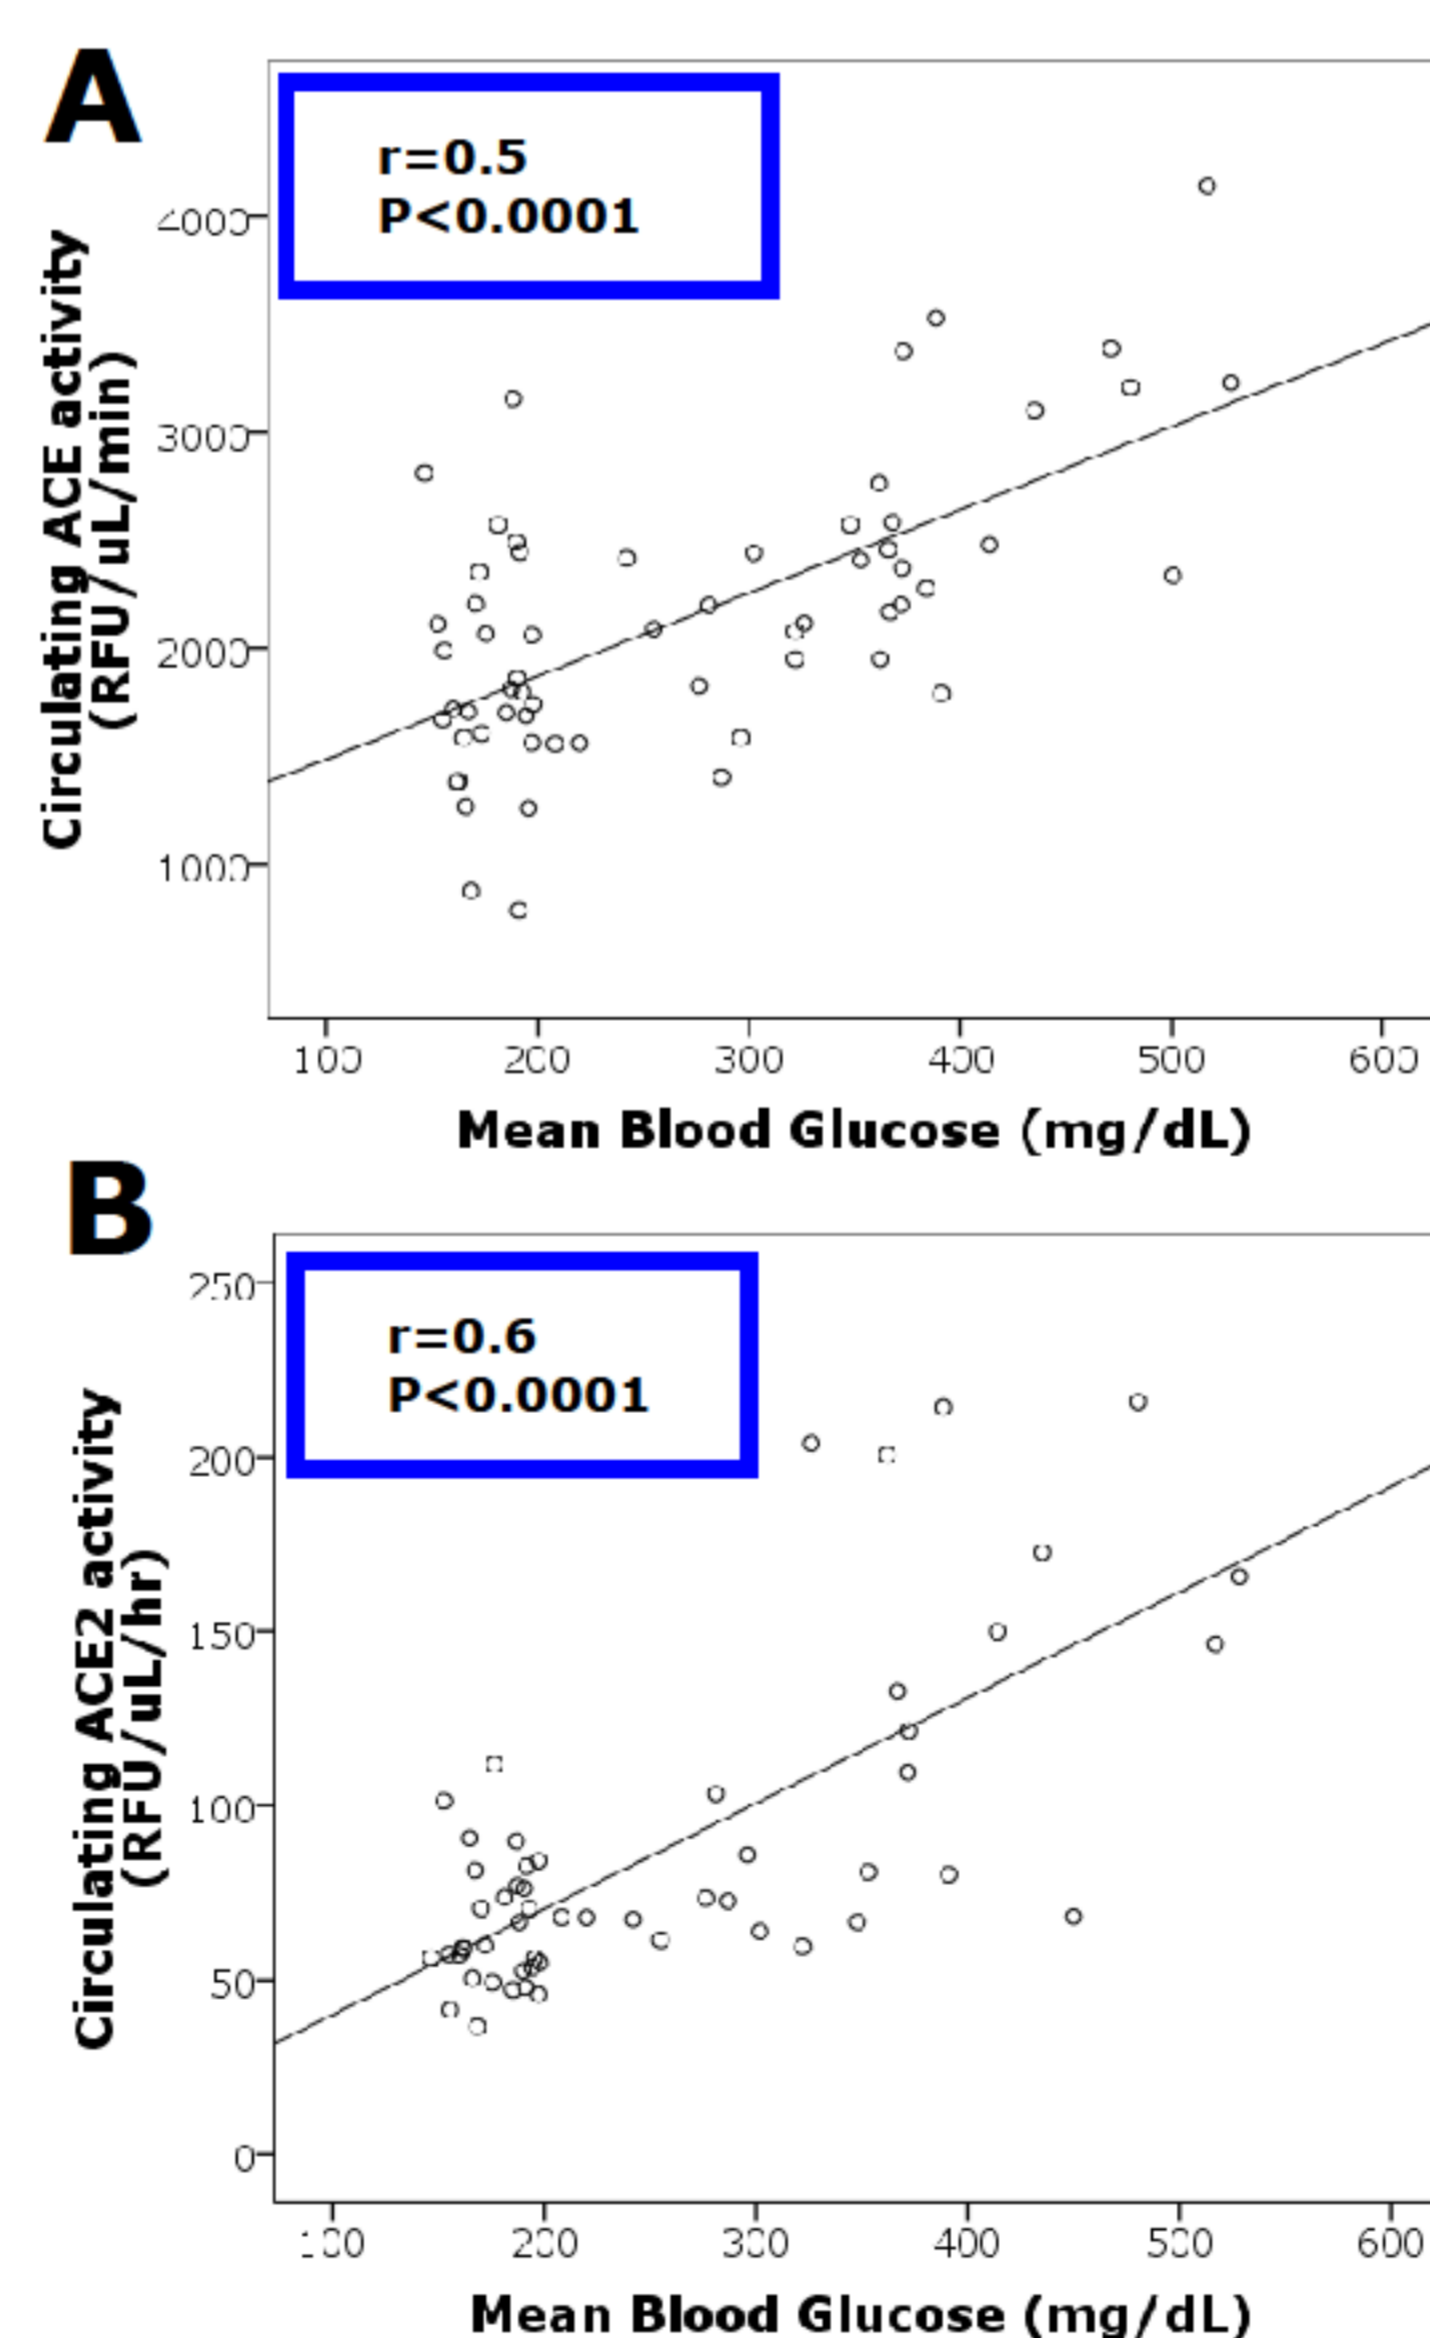 A
r=0.5
P<0.0001
Circulating ACE activity
(RFU/uL/min)
4000
3000
2000
1000
100 200 300 400 500 600
Mean Blood Glucose (mg/dL)
B
r=0.6
P<0.0001
Circulating ACE2 activity
(RFU/uL/hr)
250
200
150
100
50
0
100 200 300 400 500 600
Mean Blood Glucose (mg/dL)